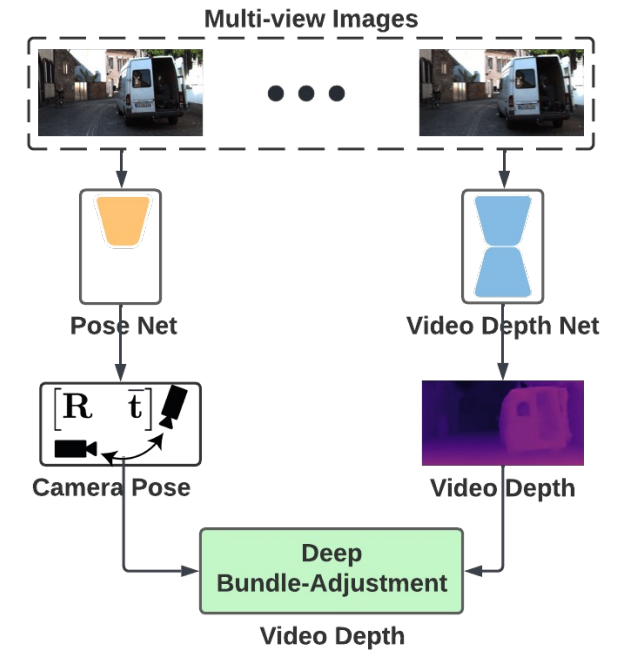 Multi-view Images
Pose Net
Video Depth Net
[R t̄]
Camera Pose
Video Depth
Deep
Bundle-Adjustment
Video Depth